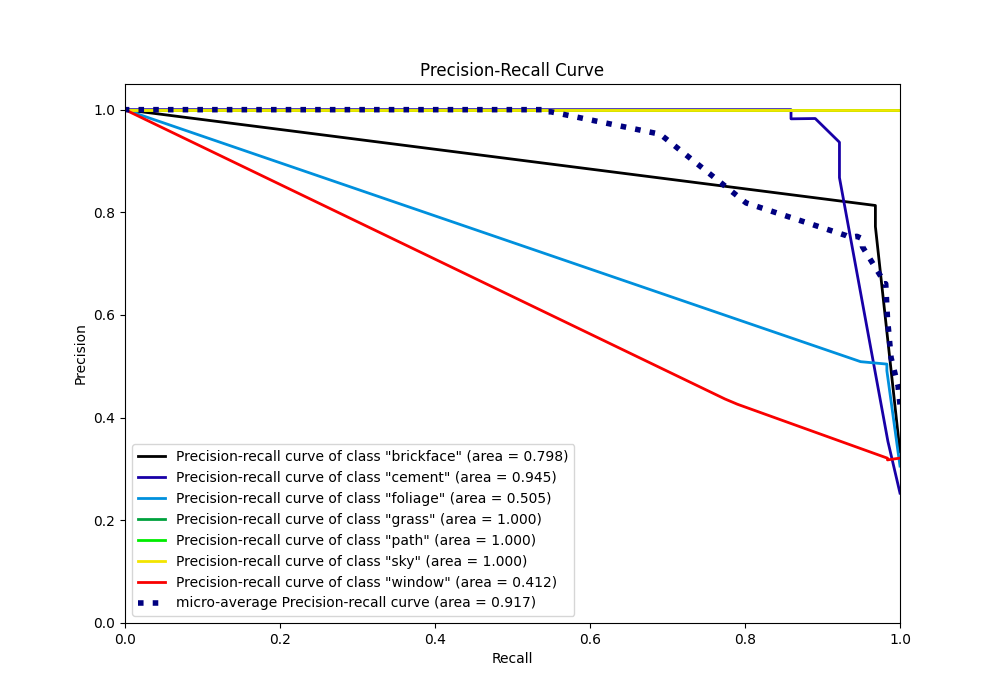 Precision-Recall Curve
1.0
0.8
0.6
0.4
0.2
0.0
Precision
Precision-recall curve of class "brickface" (area = 0.798)
Precision-recall curve of class "cement" (area = 0.945)
Precision-recall curve of class "foliage" (area = 0.505)
Precision-recall curve of class "grass" (area = 1.000)
Precision-recall curve of class "path" (area = 1.000)
Precision-recall curve of class "sky" (area = 1.000)
Precision-recall curve of class "window" (area = 0.412)
micro-average Precision-recall curve (area = 0.917)
0.0 0.2 0.4 0.6 0.8 1.0
Recall